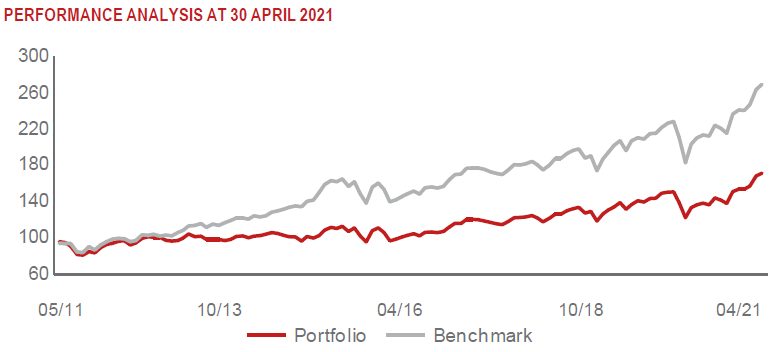 PERFORMANCE ANALYSIS AT 30 APRIL 2021
300
260
220
180
140
100
60
05/11 10/13 04/16 10/18 04/21
Portfolio Benchmark